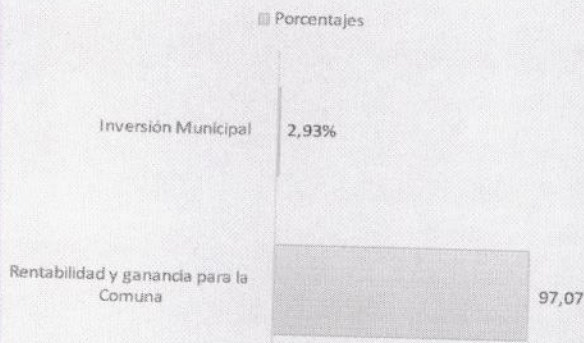 Porcentajes
Inversión Municipal
2,93%
Rentabilidad y ganancia para la
Comuna
97,07